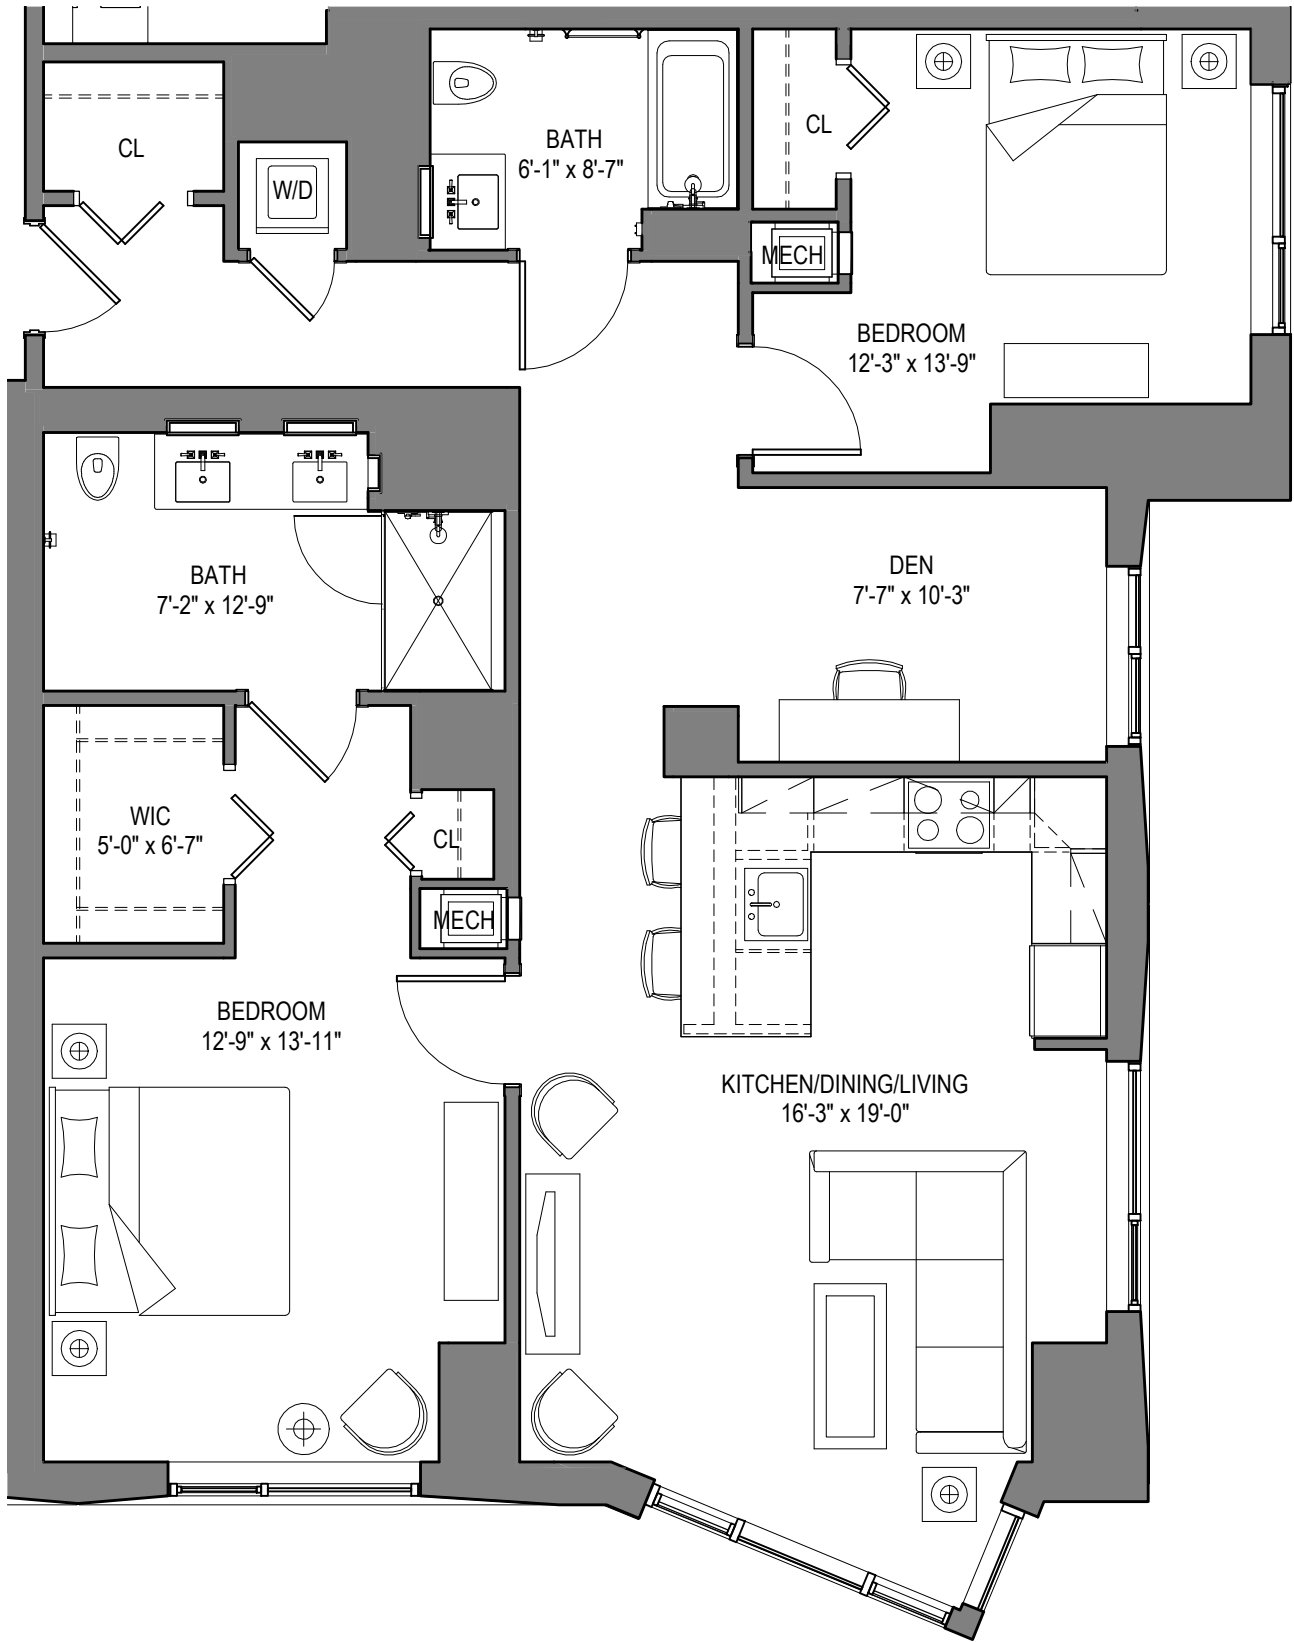 CL
W/D
BATH
6'-1" x 8'-7"
CL
MECH
BEDROOM
12'-3" x 13'-9"
BATH
7'-2" x 12'-9"
DEN
7'-7" x 10'-3"
WIC
5'-0" x 6'-7"
CL
MECH
BEDROOM
12'-9" x 13'-11"
KITCHEN/DINING/LIVING
16'-3" x 19'-0"